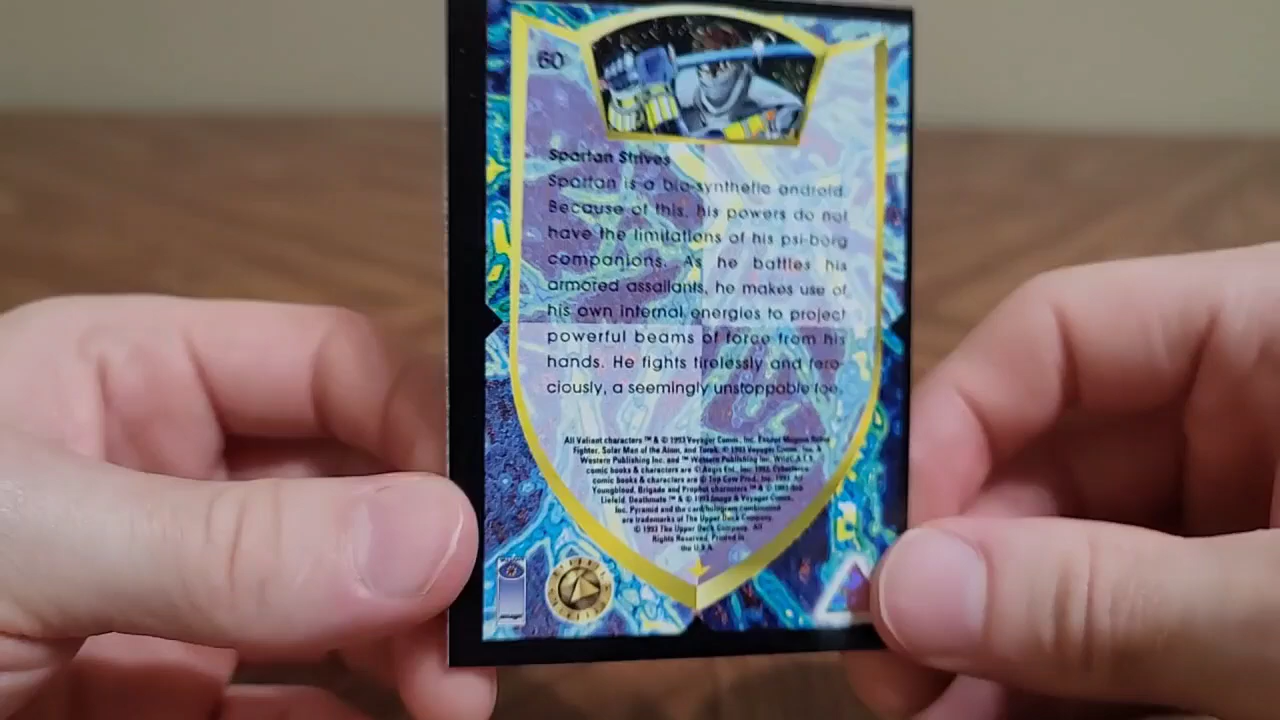 60
Spartan Strives
Spartan is a bio-synthetic android.
Because of this, his powers do not
have the limitations of his psi-borg
companions. As he battles his
armored assailants, he makes use of
his own internal energies to project
powerful beams of force from his
hands. He fights tirelessly and fero-
ciously, a seemingly unstoppable foe.
All Valiant characters ™ & © 1993 Voyager Comm., Inc. Except Magnus Robot
Fighter, Solar Man of the Atom, and Turok. © 1993 Voyager Comm., Inc. &
Western Publishing Inc. and ™ Western Publishing Inc. WildC.A.T.S
comic books & characters are © Aegis Ent., Inc. 1993. Cyberforce
comic books & characters are © Top Cow Prod., Inc. 1993. All
Youngblood, Brigade and Prophet characters ™ & © 1993 Rob
Liefeld. Deathmate ™ & © 1993 Image & Voyager Comm.,
Inc. Pyramid and the card/hologram combination
are trademarks of The Upper Deck Company.
© 1993 The Upper Deck Company. All
Rights Reserved. Printed in
the U.S.A.
image